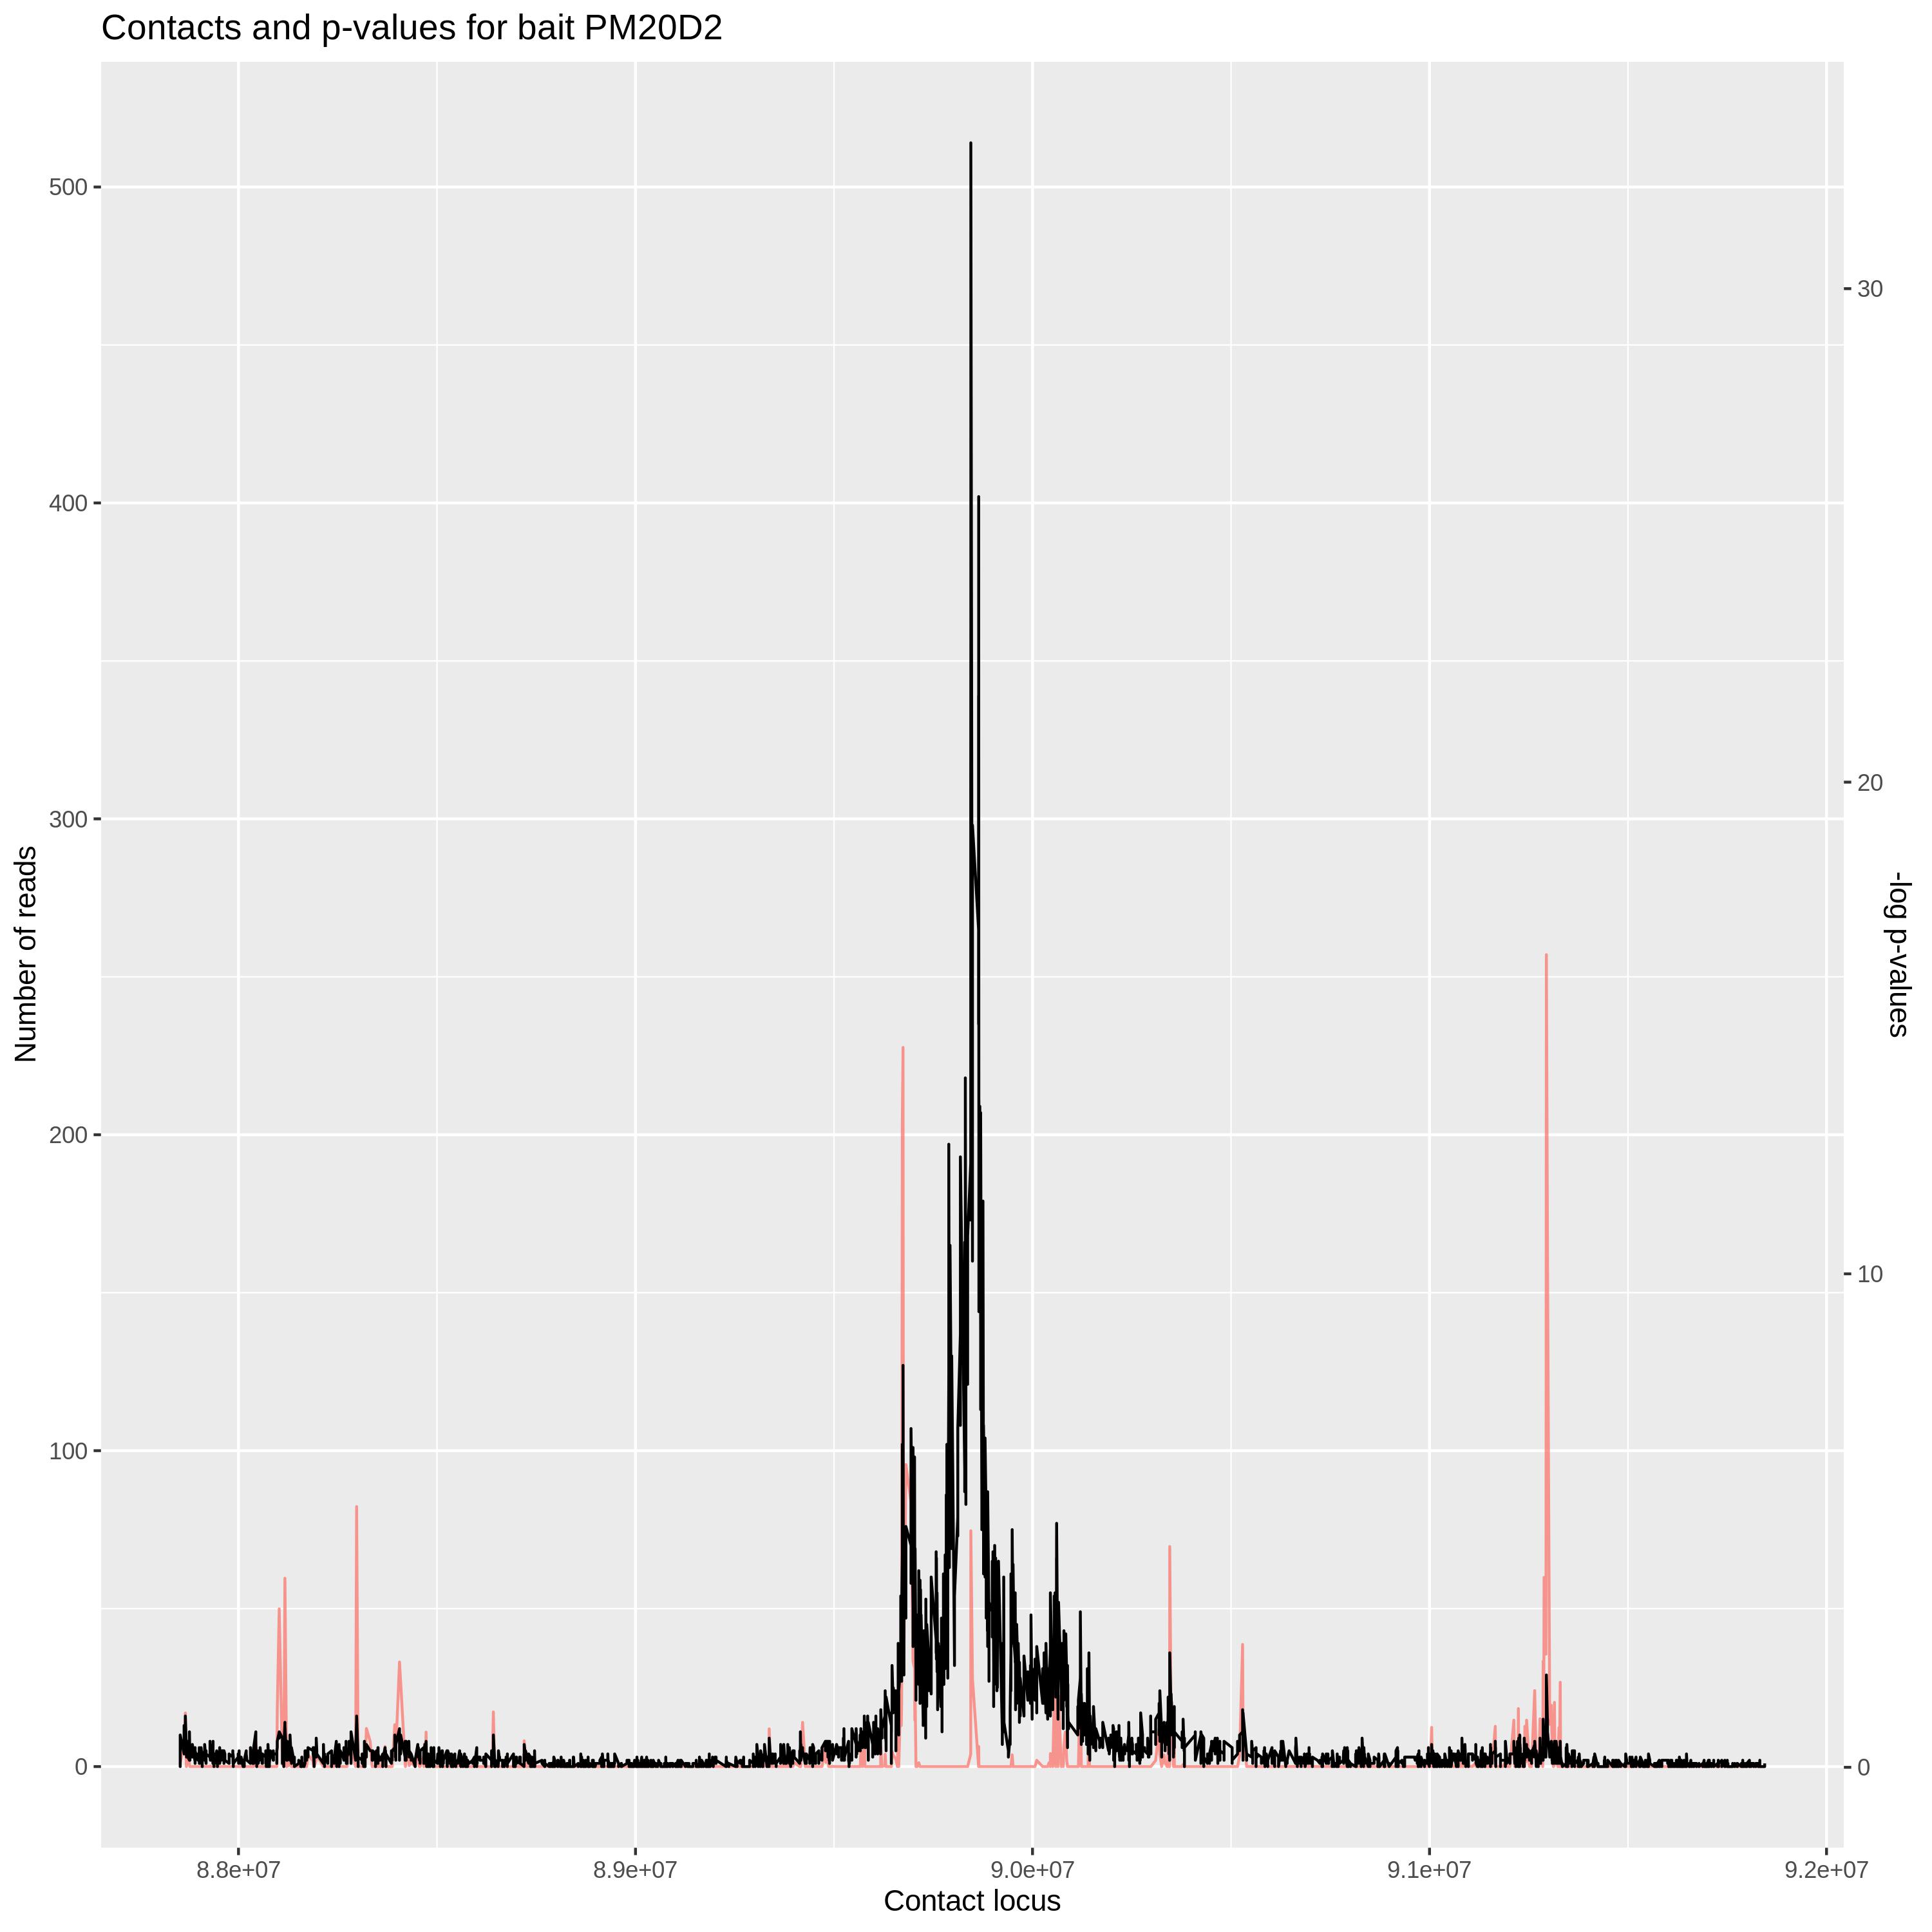 Contacts and p-values for bait PM20D2
500
400
300
200
100
0
Number of reads
30
20
10
0
-log p-values
8.8e+07
8.9e+07
9.0e+07
9.1e+07
9.2e+07
Contact locus